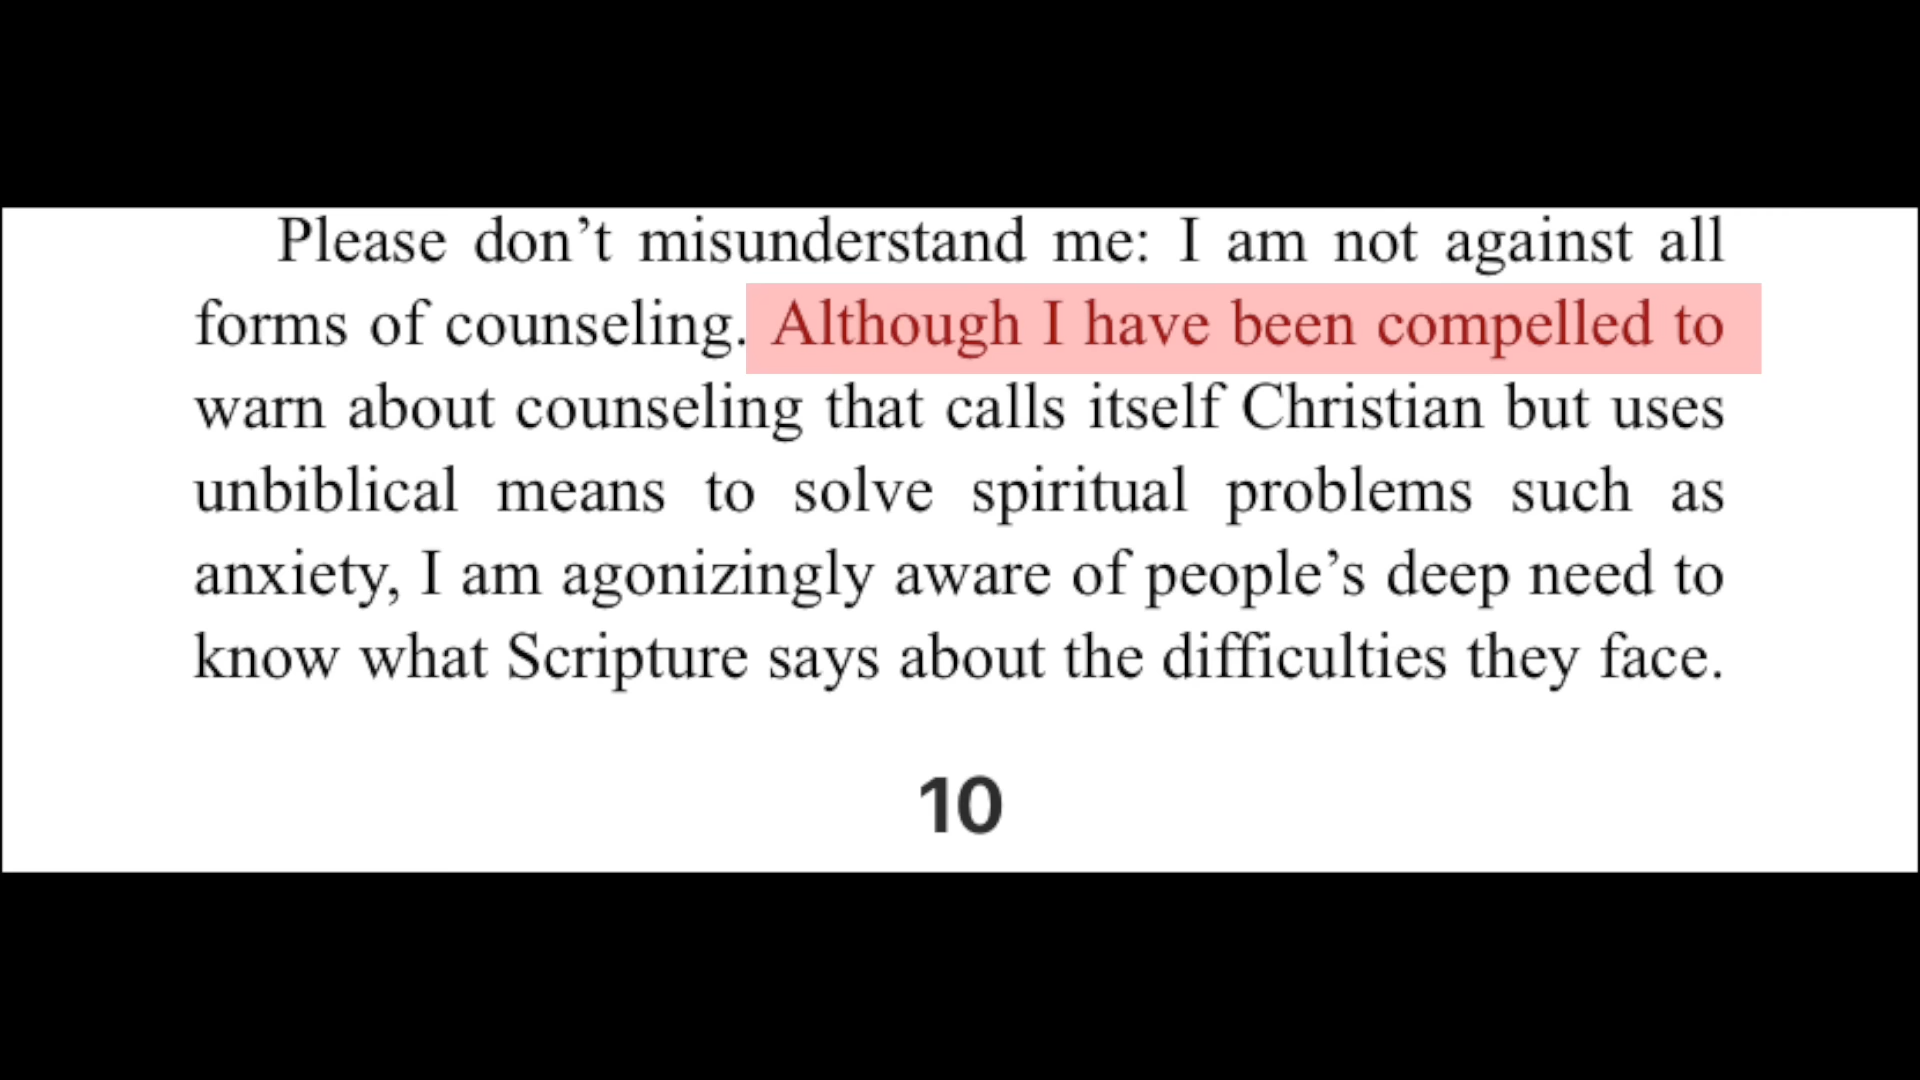 Please don’t misunderstand me: I am not against all
forms of counseling. Although I have been compelled to
warn about counseling that calls itself Christian but uses
unbiblical means to solve spiritual problems such as
anxiety, I am agonizingly aware of people’s deep need to
know what Scripture says about the difficulties they face.
10